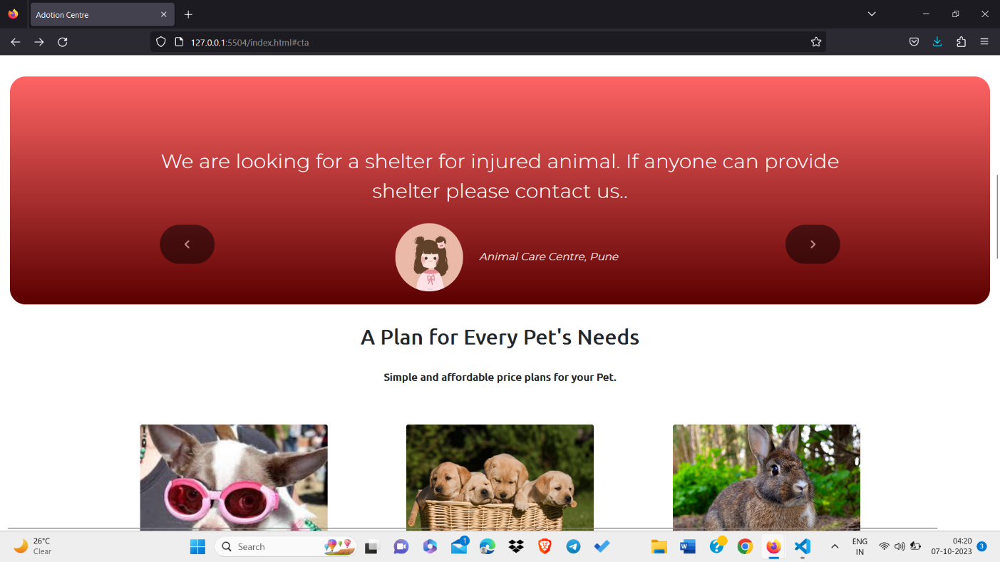 Adotion Centre
127.0.0.1:5504/index.html#cta
We are looking for a shelter for injured animal. If anyone can provide
shelter please contact us..
Animal Care Centre, Pune
A Plan for Every Pet's Needs
Simple and affordable price plans for your Pet.
26°C
Clear
Search
1
W
ENG
IN
04:20
07-10-2023
3